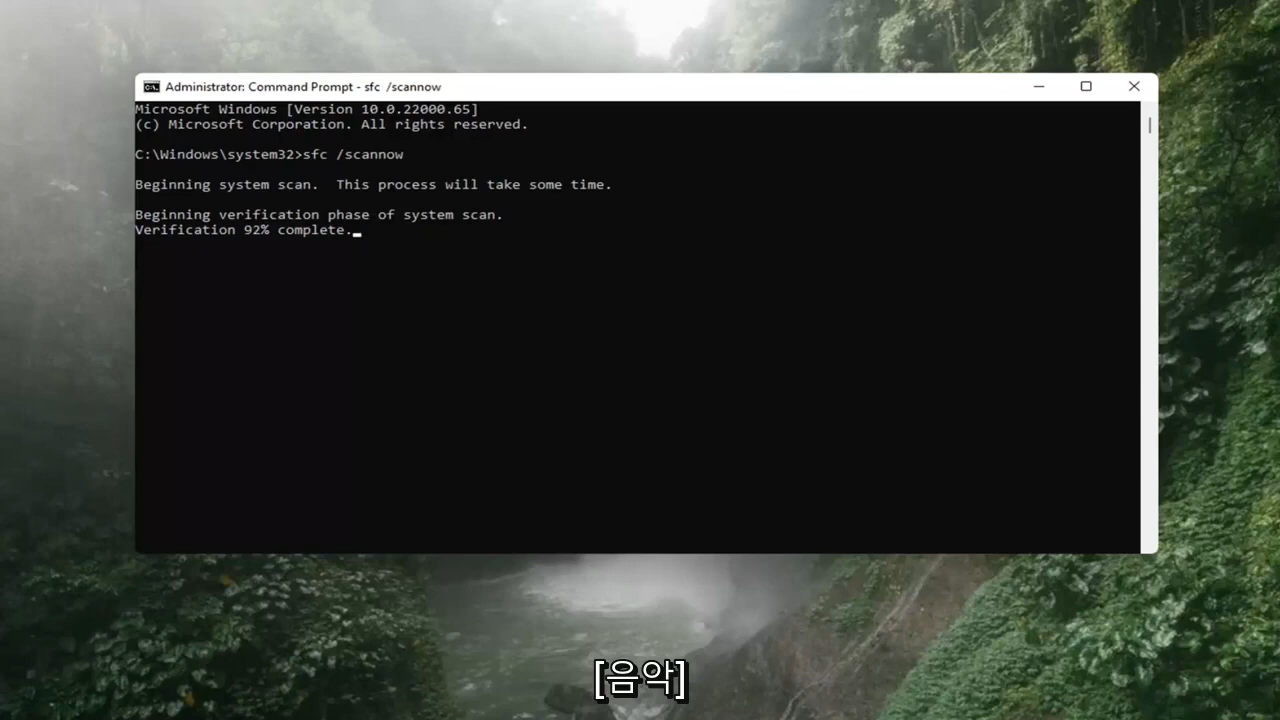 Administrator: Command Prompt - sfc  /scannow
Microsoft Windows [Version 10.0.22000.65]
(c) Microsoft Corporation. All rights reserved.
C:\Windows\system32>sfc /scannow
Beginning system scan.  This process will take some time.
Beginning verification phase of system scan.
Verification 92% complete.
[음악]